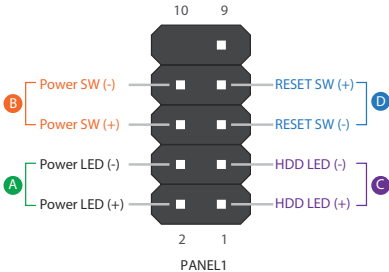 10 9
Power SW (-) RESET SW (+)
B D
Power SW (+) RESET SW (-)
Power LED (-) HDD LED (-)
A C
Power LED (+) HDD LED (+)
2 1
PANEL1